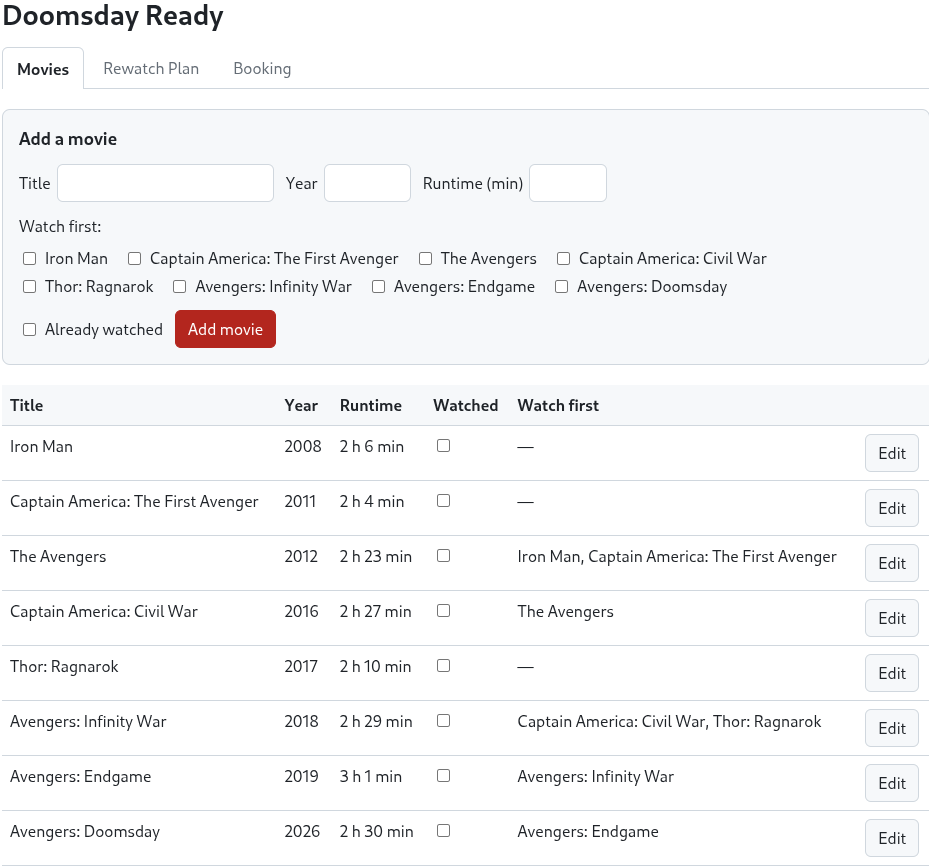 Doomsday Ready
Movies Rewatch Plan Booking
Add a movie
Title Year Runtime (min)
Watch first:
Iron Man Captain America: The First Avenger The Avengers Captain America: Civil War
Thor: Ragnarok Avengers: Infinity War Avengers: Endgame Avengers: Doomsday
Already watched Add movie
Title Year Runtime Watched Watch first
Iron Man 2008 2 h 6 min — Edit
Captain America: The First Avenger 2011 2 h 4 min — Edit
The Avengers 2012 2 h 23 min Iron Man, Captain America: The First Avenger Edit
Captain America: Civil War 2016 2 h 27 min The Avengers Edit
Thor: Ragnarok 2017 2 h 10 min — Edit
Avengers: Infinity War 2018 2 h 29 min Captain America: Civil War, Thor: Ragnarok Edit
Avengers: Endgame 2019 3 h 1 min Avengers: Infinity War Edit
Avengers: Doomsday 2026 2 h 30 min Avengers: Endgame Edit